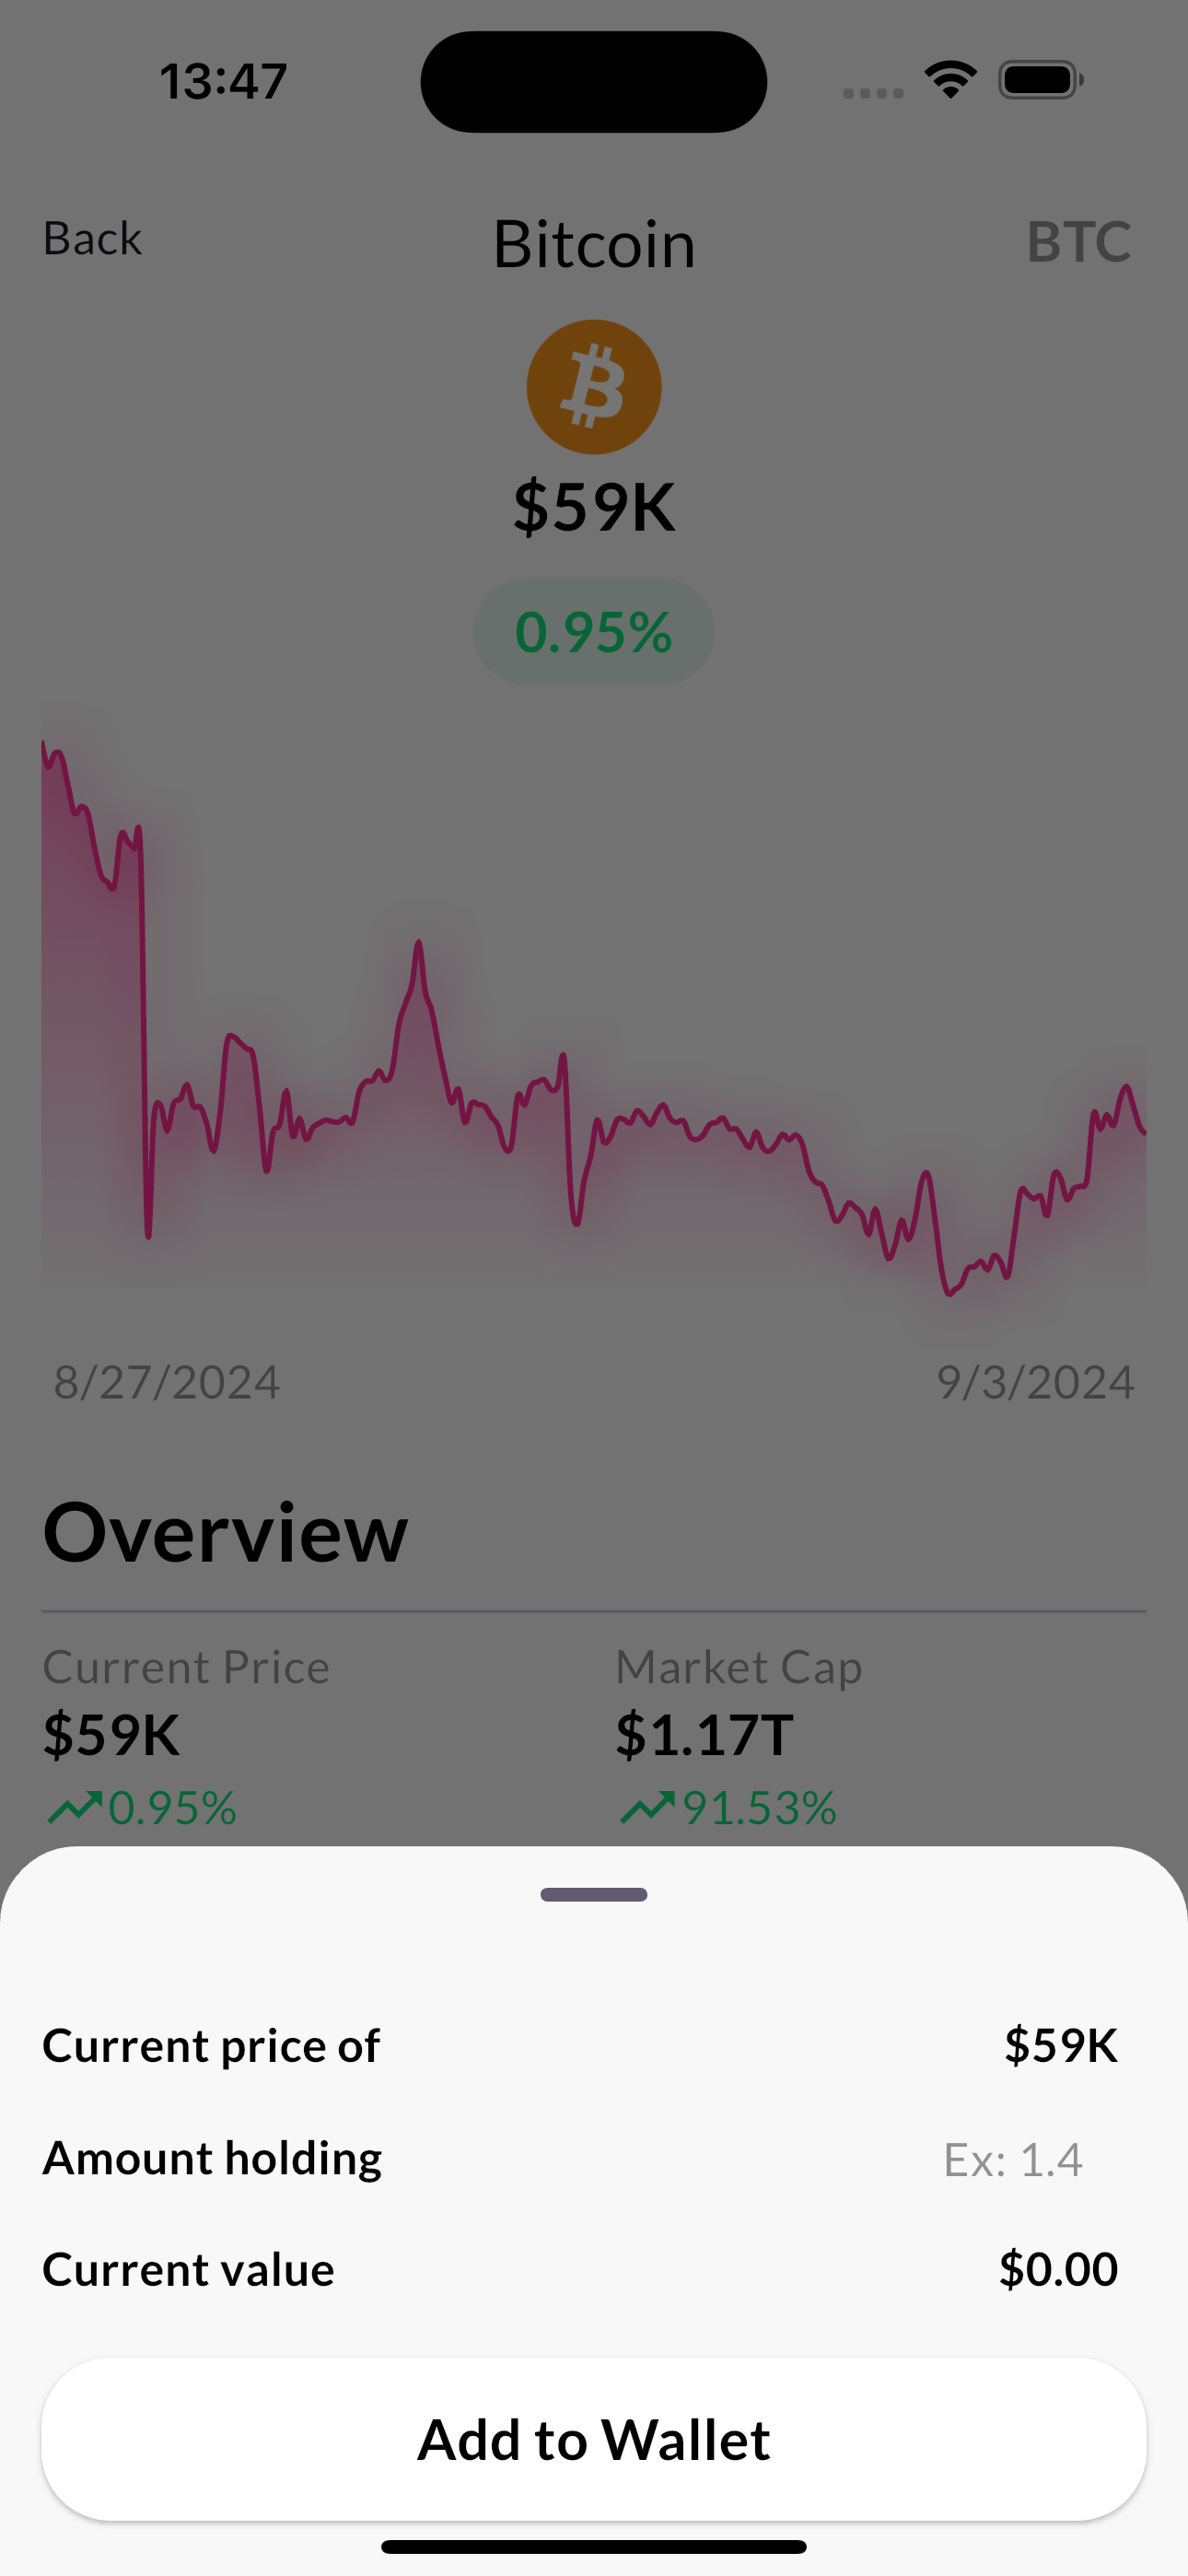 13:47
Back Bitcoin BTC
$59K
0.95%
8/27/2024 9/3/2024
Overview
Current Price Market Cap
$59K $1.17T
0.95% 91.53%
Current price of $59K
Amount holding Ex: 1.4
Current value $0.00
Add to Wallet